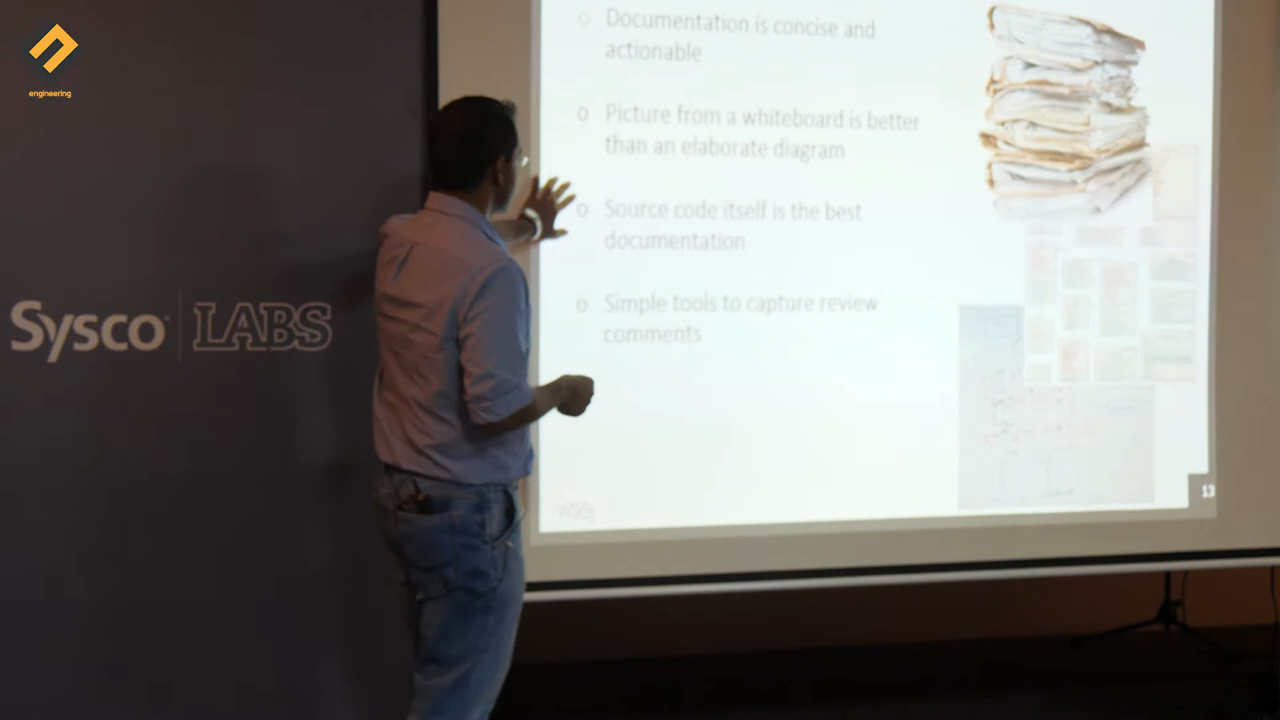 engineering
Sysco LABS
o Documentation is concise and
actionable
o Picture from a whiteboard is better
than an elaborate diagram
o Source code itself is the best
documentation
o Simple tools to capture review
comments
WSO2
13